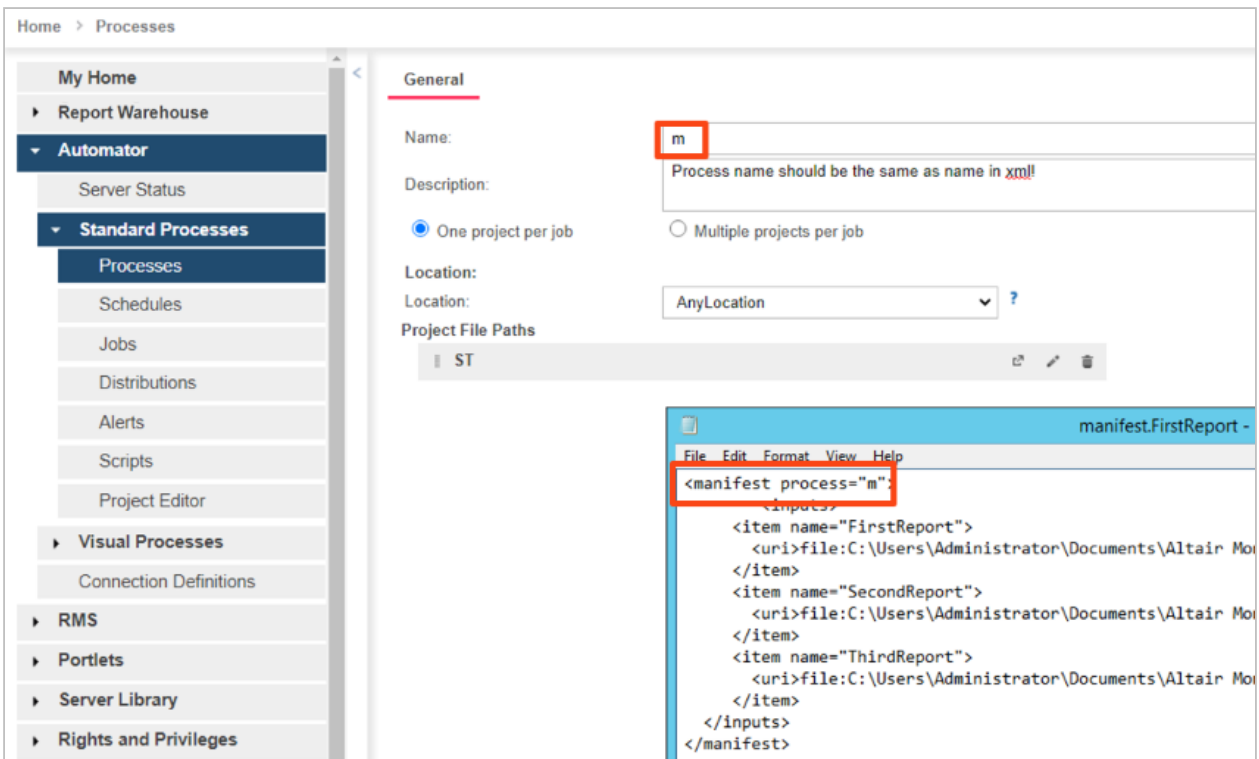 Home > Processes
My Home
Report Warehouse
Automator
Server Status
Standard Processes
Processes
Schedules
Jobs
Distributions
Alerts
Scripts
Project Editor
Visual Processes
Connection Definitions
RMS
Portlets
Server Library
Rights and Privileges
<
General
Name:
m
Description:
Process name should be the same as name in xml!
One project per job
Multiple projects per job
Location:
Location:
AnyLocation
?
Project File Paths
ST
manifest.FirstReport -
File Edit Format View Help
<manifest process="m">
<inputs>
<item name="FirstReport">
<uri>file:C:\Users\Administrator\Documents\Altair Mo
</item>
<item name="SecondReport">
<uri>file:C:\Users\Administrator\Documents\Altair Mo
</item>
<item name="ThirdReport">
<uri>file:C:\Users\Administrator\Documents\Altair Mo
</item>
</inputs>
</manifest>